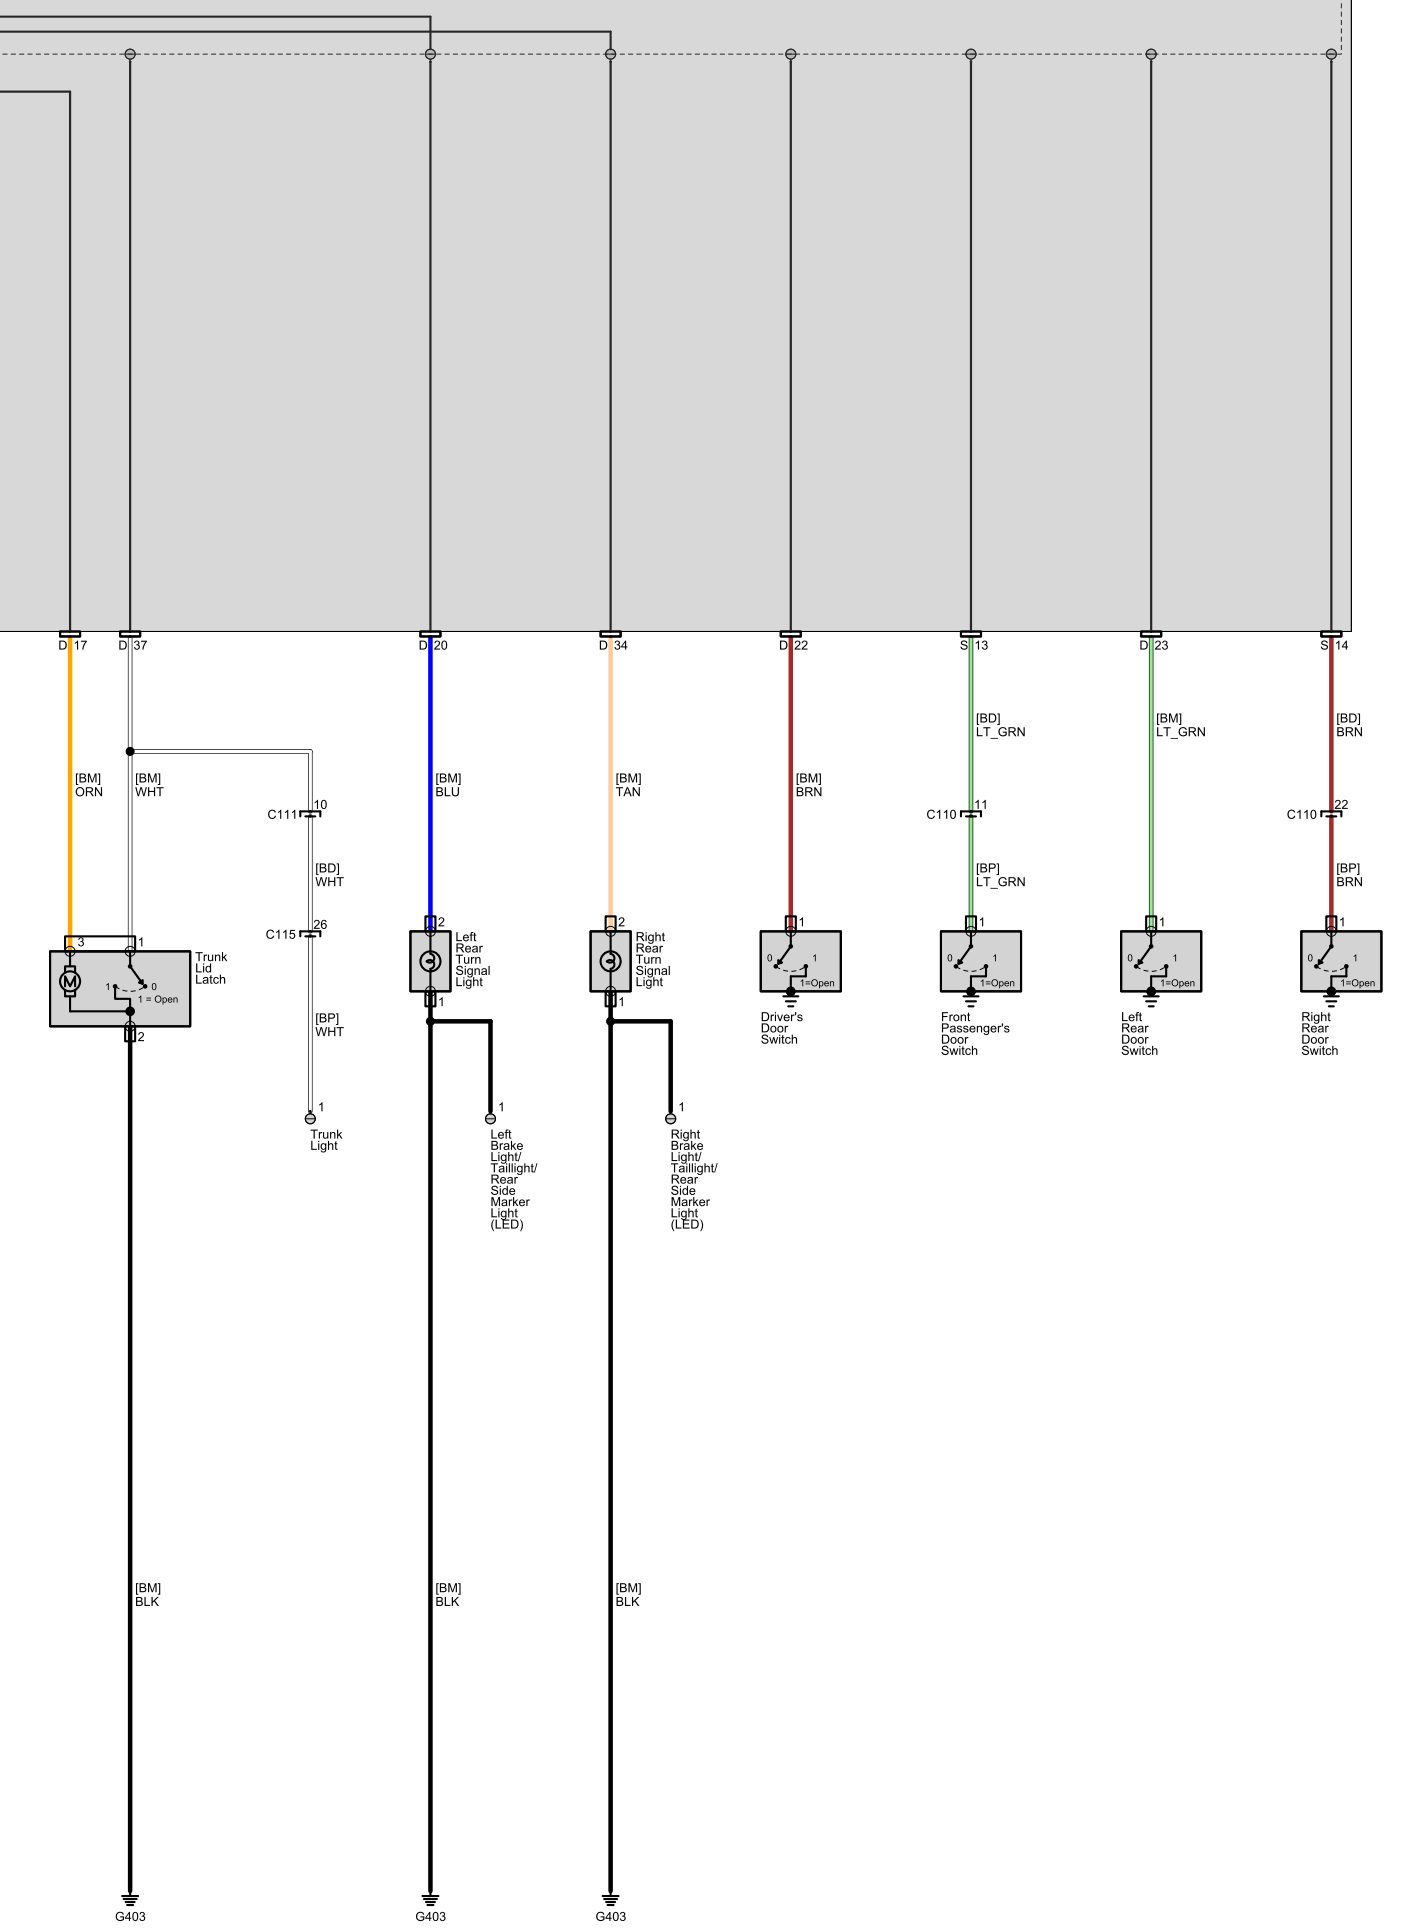 D 17
D 37
D 20
D 34
D 22
S 13
D 23
S 14
[BD]
LT_GRN
[BM]
LT_GRN
[BD]
BRN
[BM]
ORN
[BM]
WHT
[BM]
BLU
[BM]
TAN
[BM]
BRN
10
C111
11
C110
22
C110
[BD]
WHT
[BP]
LT_GRN
[BP]
BRN
26
C115
3
1
Trunk
Lid
Latch
M
1
0
1 = Open
2
2
Left
Rear
Turn
Signal
Light
1
2
Right
Rear
Turn
Signal
Light
1
1
0
1
1=Open
Driver's
Door
Switch
1
0
1
1=Open
Front
Passenger's
Door
Switch
1
0
1
1=Open
Left
Rear
Door
Switch
1
0
1
1=Open
Right
Rear
Door
Switch
[BP]
WHT
1
Trunk
Light
1
Left
Brake
Light/
Taillight/
Rear
Side
Marker
Light
(LED)
1
Right
Brake
Light/
Taillight/
Rear
Side
Marker
Light
(LED)
[BM]
BLK
[BM]
BLK
[BM]
BLK
G403
G403
G403